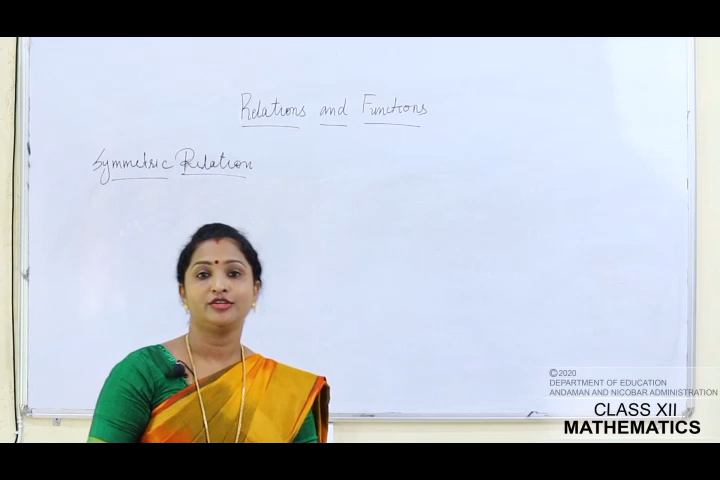 Relations and Functions
Symmetric Relation
©2020
DEPARTMENT OF EDUCATION
ANDAMAN AND NICOBAR ADMINISTRATION
CLASS XII
MATHEMATICS